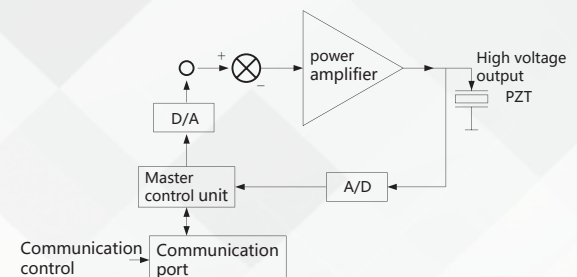 power
amplifier
High voltage
output
PZT
+
−
D/A
Master
control unit
A/D
Communication
control
Communication
port